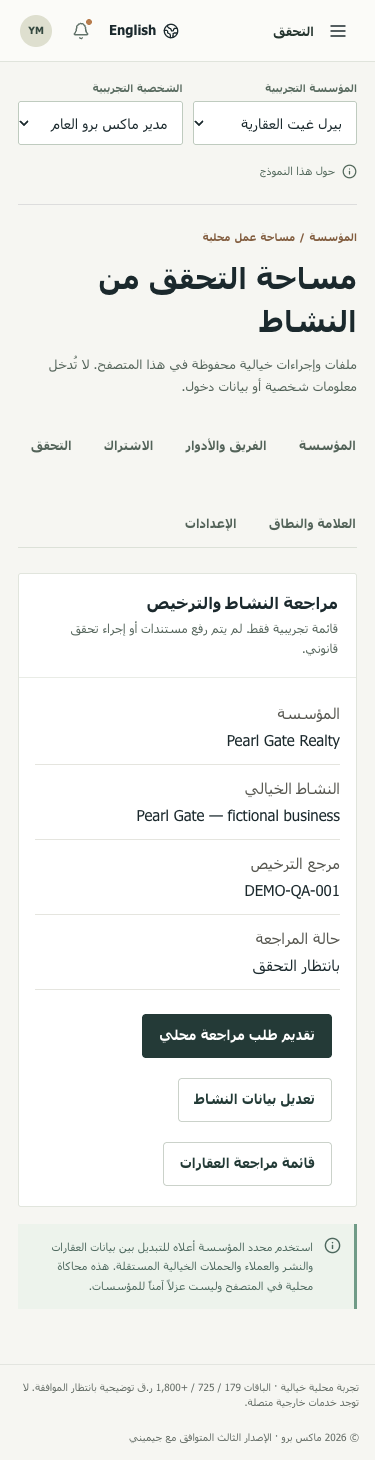 التحقق
English
YM
المؤسسة التجريبية
بيرل غيت العقارية
الشخصية التجريبية
مدير ماكس برو العام
حول هذا النموذج
المؤسسة / مساحة عمل محلية
مساحة التحقق من
النشاط
ملفات وإجراءات خيالية محفوظة في هذا المتصفح. لا تُدخل
معلومات شخصية أو بيانات دخول.
المؤسسة الفريق والأدوار الاشتراك التحقق
العلامة والنطاق الإعدادات
مراجعة النشاط والترخيص
قائمة تجريبية فقط. لم يتم رفع مستندات أو إجراء تحقق
قانوني.
المؤسسة
Pearl Gate Realty
النشاط الخيالي
Pearl Gate — fictional business
مرجع الترخيص
DEMO-QA-001
حالة المراجعة
بانتظار التحقق
تقديم طلب مراجعة محلي
تعديل بيانات النشاط
قائمة مراجعة العقارات
استخدم محدد المؤسسة أعلاه للتبديل بين بيانات العقارات
والنشر والعملاء والحملات الخيالية المستقلة. هذه محاكاة
محلية في المتصفح وليست عزلاً آمناً للمؤسسات.
تجربة محلية خيالية · الباقات 179 / 725 / +1,800 ر.ق توضيحية بانتظار الموافقة. لا
توجد خدمات خارجية متصلة.
© 2026 ماكس برو · الإصدار الثالث المتوافق مع جيميني